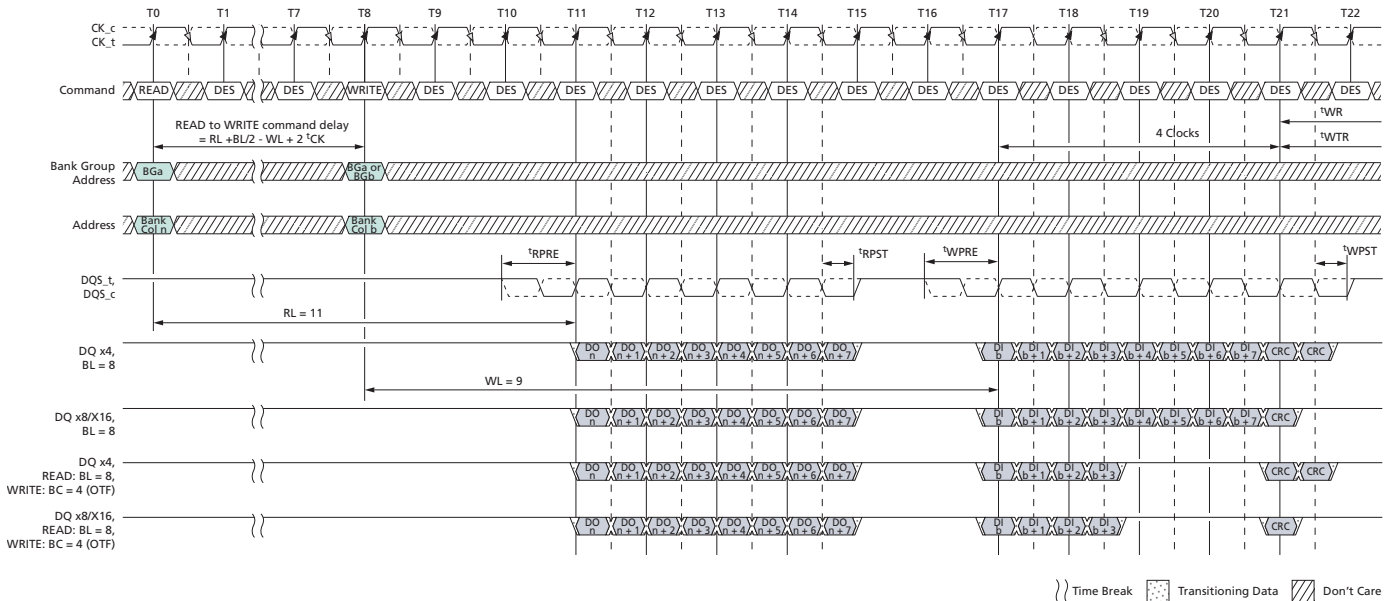 T0 T1 T7 T8 T9 T10 T11 T12 T13 T14 T15 T16 T17 T18 T19 T20 T21 T22
CK_c
CK_t
Command READ DES DES WRITE DES DES DES DES DES DES DES DES DES DES DES DES DES DES
READ to WRITE command delay
= RL +BL/2 - WL + 2 tCK
4 Clocks
tWR
tWTR
Bank Group
Address
BGa
BGa or
BGb
Address
Bank
Col n
Bank
Col b
tRPRE
tRPST
tWPRE
tWPST
DQS_t,
DQS_c
RL = 11
DQ x4,
BL = 8
DO n DO n + 1 DO n + 2 DO n + 3 DO n + 4 DO n + 5 DO n + 6 DO n + 7 DI b DI b + 1 DI b + 2 DI b + 3 DI b + 4 DI b + 5 DI b + 6 DI b + 7 CRC CRC
WL = 9
DQ x8/X16,
BL = 8
DO n DO n + 1 DO n + 2 DO n + 3 DO n + 4 DO n + 5 DO n + 6 DO n + 7 DI b DI b + 1 DI b + 2 DI b + 3 DI b + 4 DI b + 5 DI b + 6 DI b + 7 CRC
DQ x4,
READ: BL = 8,
WRITE: BC = 4 (OTF)
DO n DO n + 1 DO n + 2 DO n + 3 DO n + 4 DO n + 5 DO n + 6 DO n + 7 DI b DI b + 1 DI b + 2 DI b + 3 CRC CRC
DQ x8/X16,
READ: BL = 8,
WRITE: BC = 4 (OTF)
DO n DO n + 1 DO n + 2 DO n + 3 DO n + 4 DO n + 5 DO n + 6 DO n + 7 DI b DI b + 1 DI b + 2 DI b + 3 CRC
Time Break Transitioning Data Don't Care